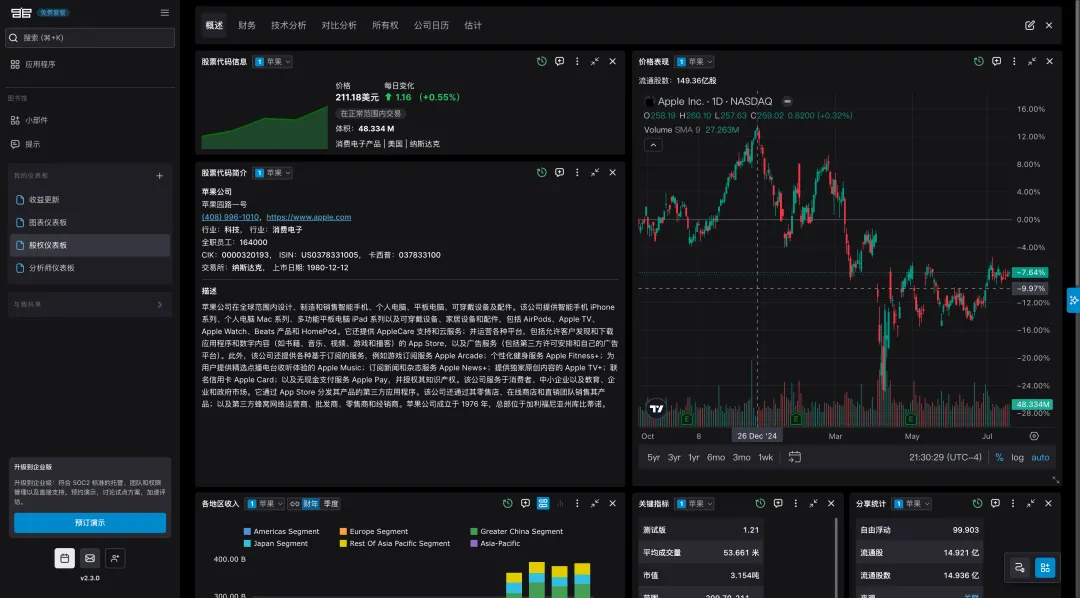 免费套餐
搜索 (⌘+K)
应用程序
图书馆
小部件
提示
我的仪表板
收益更新
图表仪表板
股权仪表板
分析师仪表板
与我共享
升级到企业版
升级到企业: 符合 SOC2 标准的托管、团队和权限管理以及直接支持。预约演示, 讨论试点方案, 加速评估。
预订演示
v2.3.0
概述 财务 技术分析 对比分析 所有权 公司日历 估计
股票代码信息 1 苹果
价格 每日变化
211.18美元 1.16 (+0.55%)
在正常范围内交易
体积: 48.334 M
消费电子产品 | 美国 | 纳斯达克
股票代码简介 1 苹果
苹果公司
苹果园路一号
(408) 996-1010, https://www.apple.com
行业: 科技, 行业: 消费电子
全职员工: 164000
CIK: 0000320193, ISIN: US0378331005, 卡西普: 037833100
交易所: 纳斯达克, 上市日期: 1980-12-12
描述
苹果公司在全球范围内设计、制造和销售智能手机、个人电脑、平板电脑、可穿戴设备及配件。该公司提供智能手机 iPhone
系列、个人电脑 Mac 系列、多功能平板电脑 iPad 系列以及可穿戴设备、家居设备和配件, 包括 AirPods、Apple TV、
Apple Watch、Beats 产品和 HomePod。它还提供 AppleCare 支持和云服务; 并运营各种平台, 包括允许客户发现和下载
应用程序和数字内容 (如书籍、音乐、视频、游戏和播客) 的 App Store, 以及广告服务 (包括第三方许可安排和自己的广告
平台)。此外, 该公司还提供各种基于订阅的服务, 例如游戏订阅服务 Apple Arcade; 个性化健身服务 Apple Fitness+; 为
用户提供精选点播电台收听体验的 Apple Music; 订阅新闻和杂志服务 Apple News+; 提供独家原创内容的 Apple TV+; 联
名信用卡 Apple Card; 以及无现金支付服务 Apple Pay, 并授权其知识产权。该公司服务于消费者、中小企业以及教育、企
业和政府市场。它通过 App Store 分发其产品的第三方应用程序。该公司还通过其零售店、在线商店和直销团队销售其产
品; 以及第三方蜂窝网络运营商、批发商、零售商和经销商。苹果公司成立于 1976 年, 总部位于加利福尼亚州库比蒂诺。
价格表现 1 苹果
流通股数: 149.36亿股
Apple Inc. · 1D · NASDAQ
O258.19 H260.10 L257.63 C259.02 0.8200 (+0.32%)
Volume SMA 9 27.263M
16.00%
12.00%
8.00%
4.00%
0.00%
−4.00%
−7.64%
−9.97%
−12.00%
−16.00%
−20.00%
−24.00%
48.334M
−28.00%
E E E
Oct 8 26 Dec '24 Mar May Jul
5yr 3yr 1yr 6mo 3mo 1wk 21:30:29 (UTC−4) % log auto
各地区收入 1 苹果 财年 季度
Americas Segment Europe Segment Greater China Segment
Japan Segment Rest Of Asia Pacific Segment Asia-Pacific
400.00 B
300.00 B
关键指标 1 苹果
测试版 1.21
平均成交量 53.661 米
市值 3.154吨
分享统计 1 苹果
自由浮动 99.903
流通股 14.921 亿
流通股数 14.936 亿